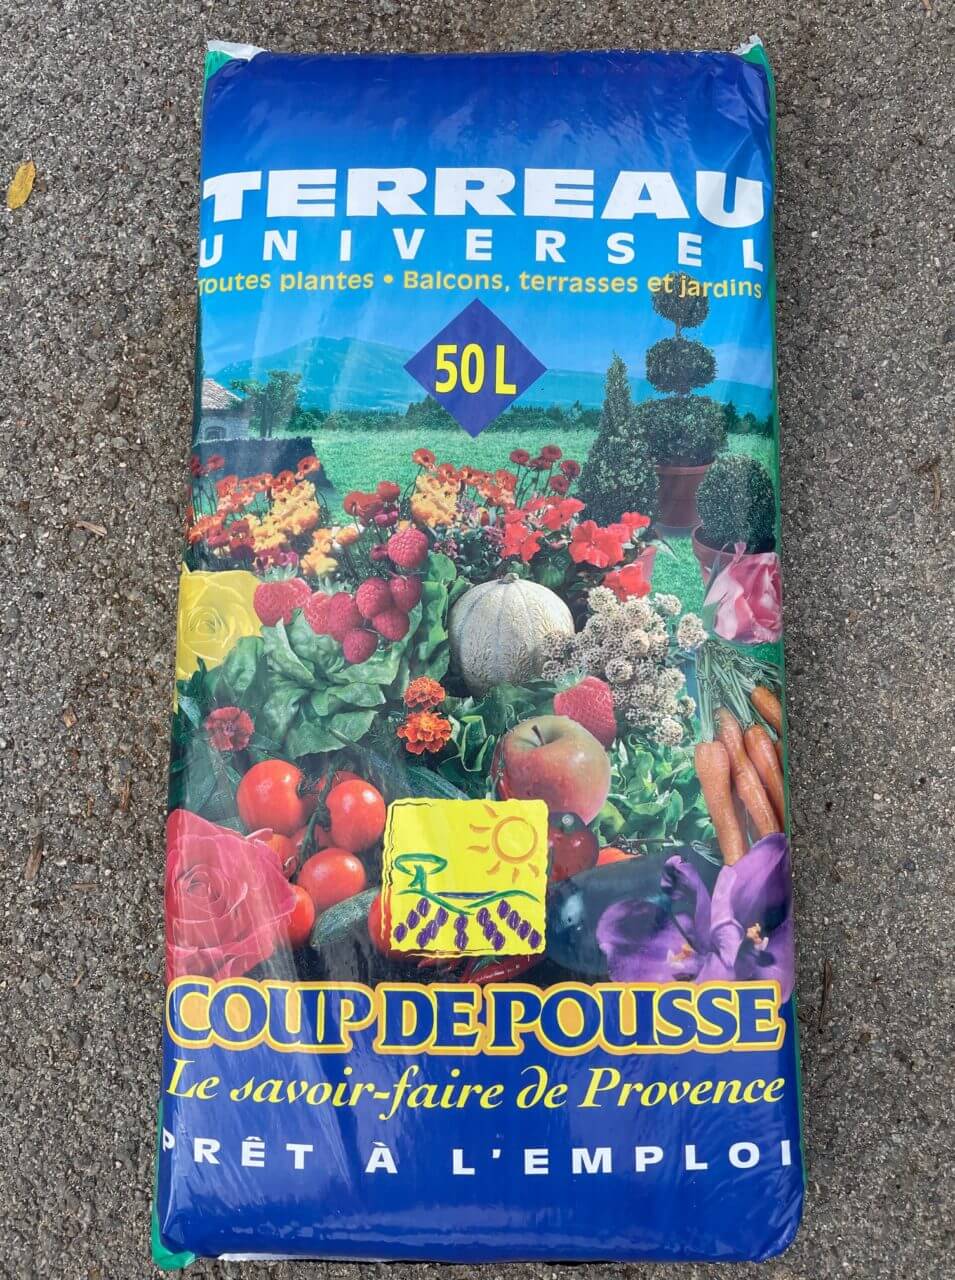 TERREAU
UNIVERSEL
Toutes plantes • Balcons, terrasses et jardins
50 L
COUP DE POUSSE
Le savoir-faire de Provence
PRÊT À L'EMPLOI